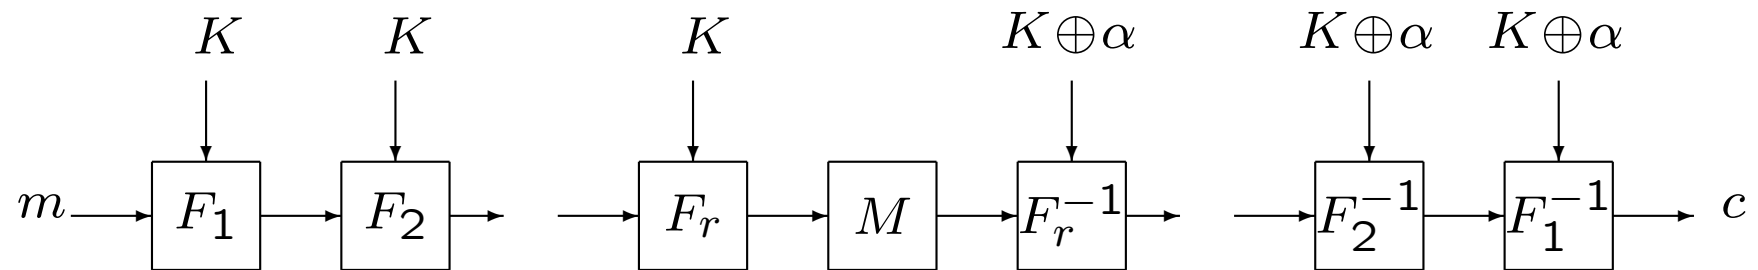 K K K K⊕α K⊕α K⊕α
m F₁ F₂ Fᵣ M Fᵣ⁻¹ F₂⁻¹ F₁⁻¹ c